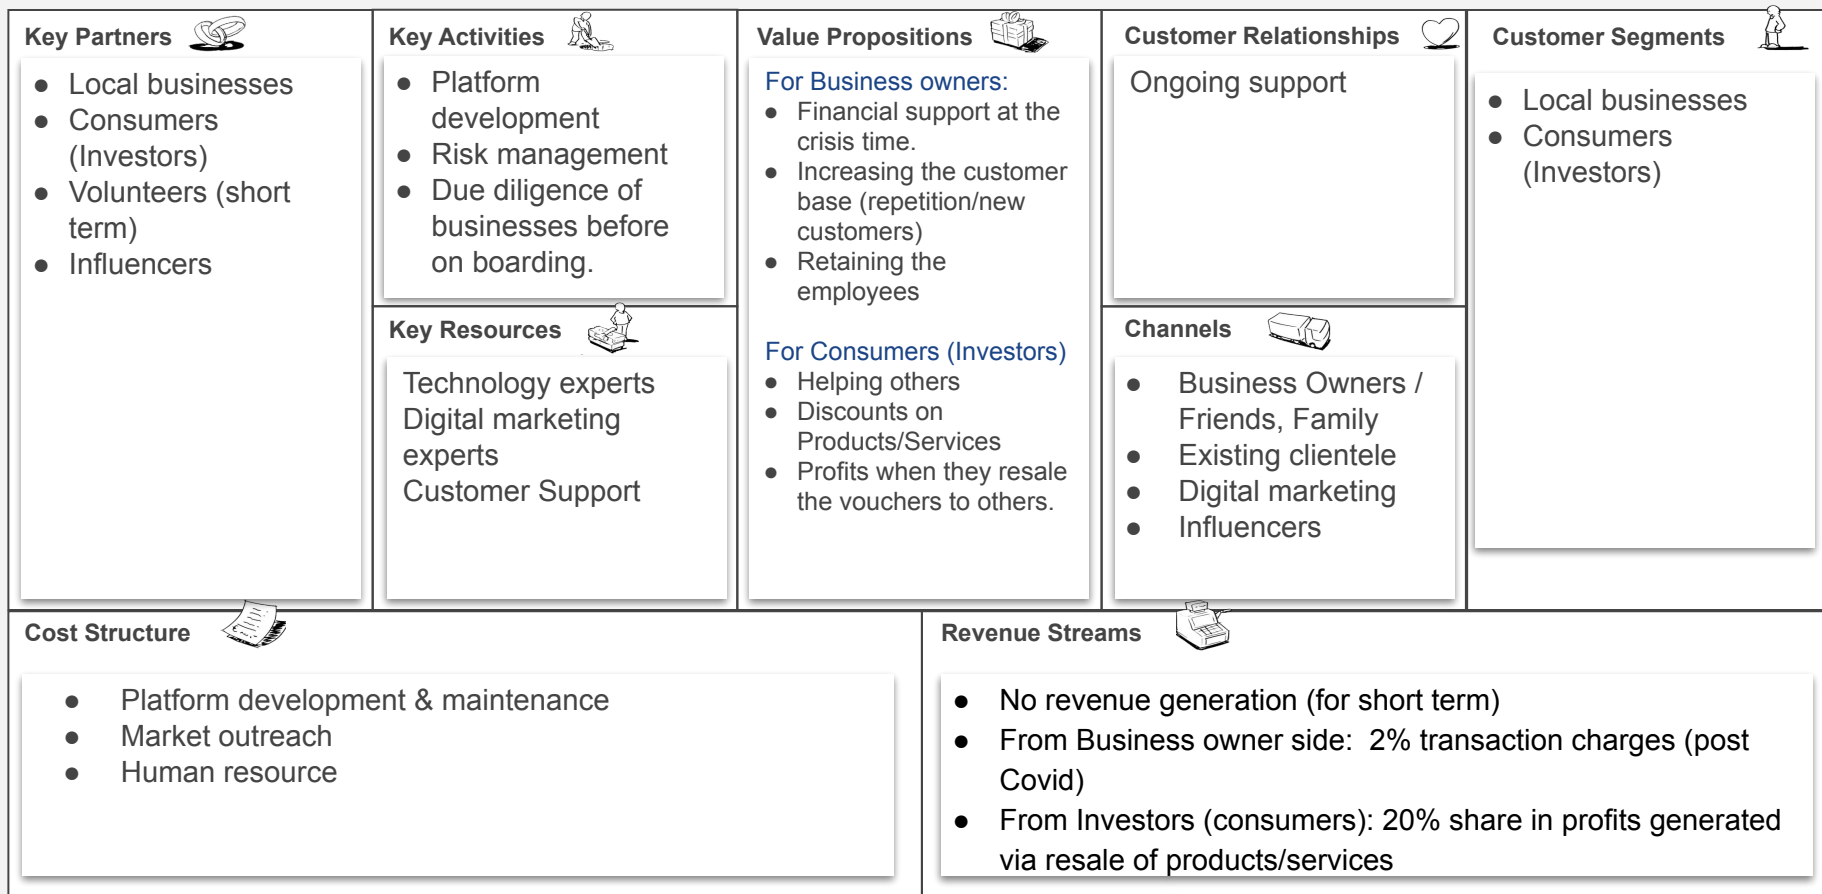 Key Partners
● Local businesses
● Consumers
(Investors)
● Volunteers (short
term)
● Influencers
Key Activities
● Platform
development
● Risk management
● Due diligence of
businesses before
on boarding.
Key Resources
Technology experts
Digital marketing
experts
Customer Support
Value Propositions
For Business owners:
● Financial support at the
crisis time.
● Increasing the customer
base (repetition/new
customers)
● Retaining the
employees
For Consumers (Investors)
● Helping others
● Discounts on
Products/Services
● Profits when they resale
the vouchers to others.
Customer Relationships
Ongoing support
Channels
● Business Owners /
Friends, Family
● Existing clientele
● Digital marketing
● Influencers
Customer Segments
● Local businesses
● Consumers
(Investors)
Cost Structure
● Platform development & maintenance
● Market outreach
● Human resource
Revenue Streams
● No revenue generation (for short term)
● From Business owner side: 2% transaction charges (post
Covid)
● From Investors (consumers): 20% share in profits generated
via resale of products/services